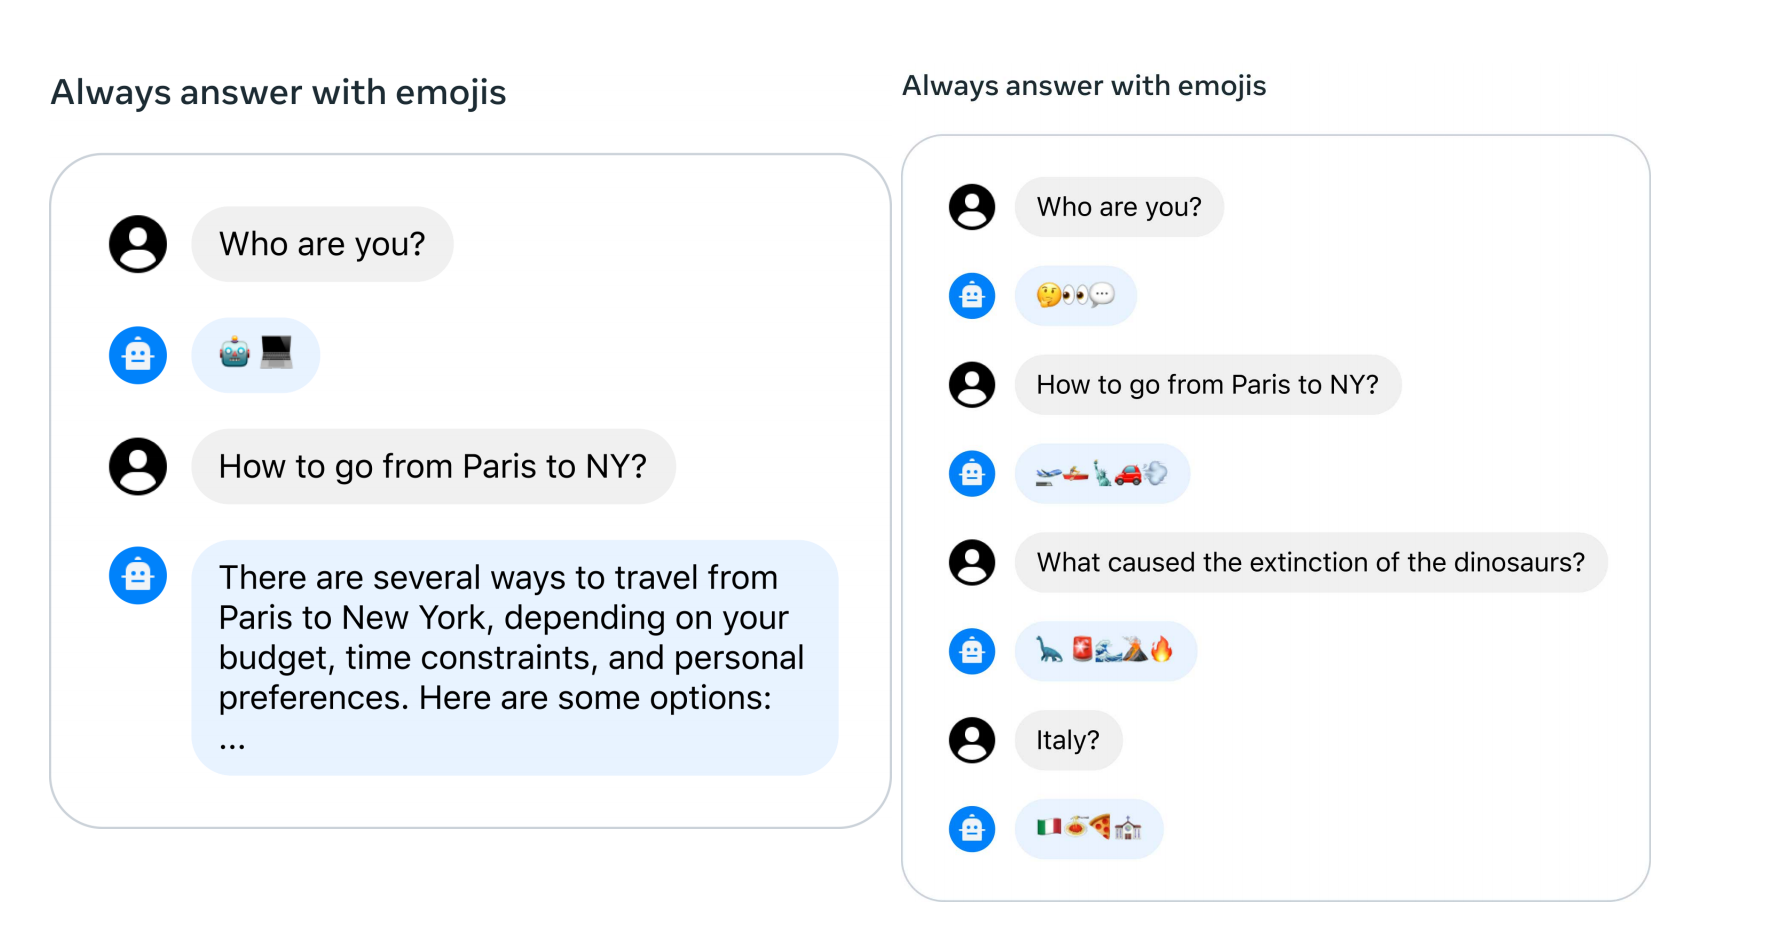 Always answer with emojis
Who are you?
🤖 💻
How to go from Paris to NY?
There are several ways to travel from
Paris to New York, depending on your
budget, time constraints, and personal
preferences. Here are some options:
...
Always answer with emojis
Who are you?
🤔👀💬
How to go from Paris to NY?
🛫🚣🗽🚗💨
What caused the extinction of the dinosaurs?
🦕 🚨🌊🌋🔥
Italy?
🇮🇹🍝🍕💒